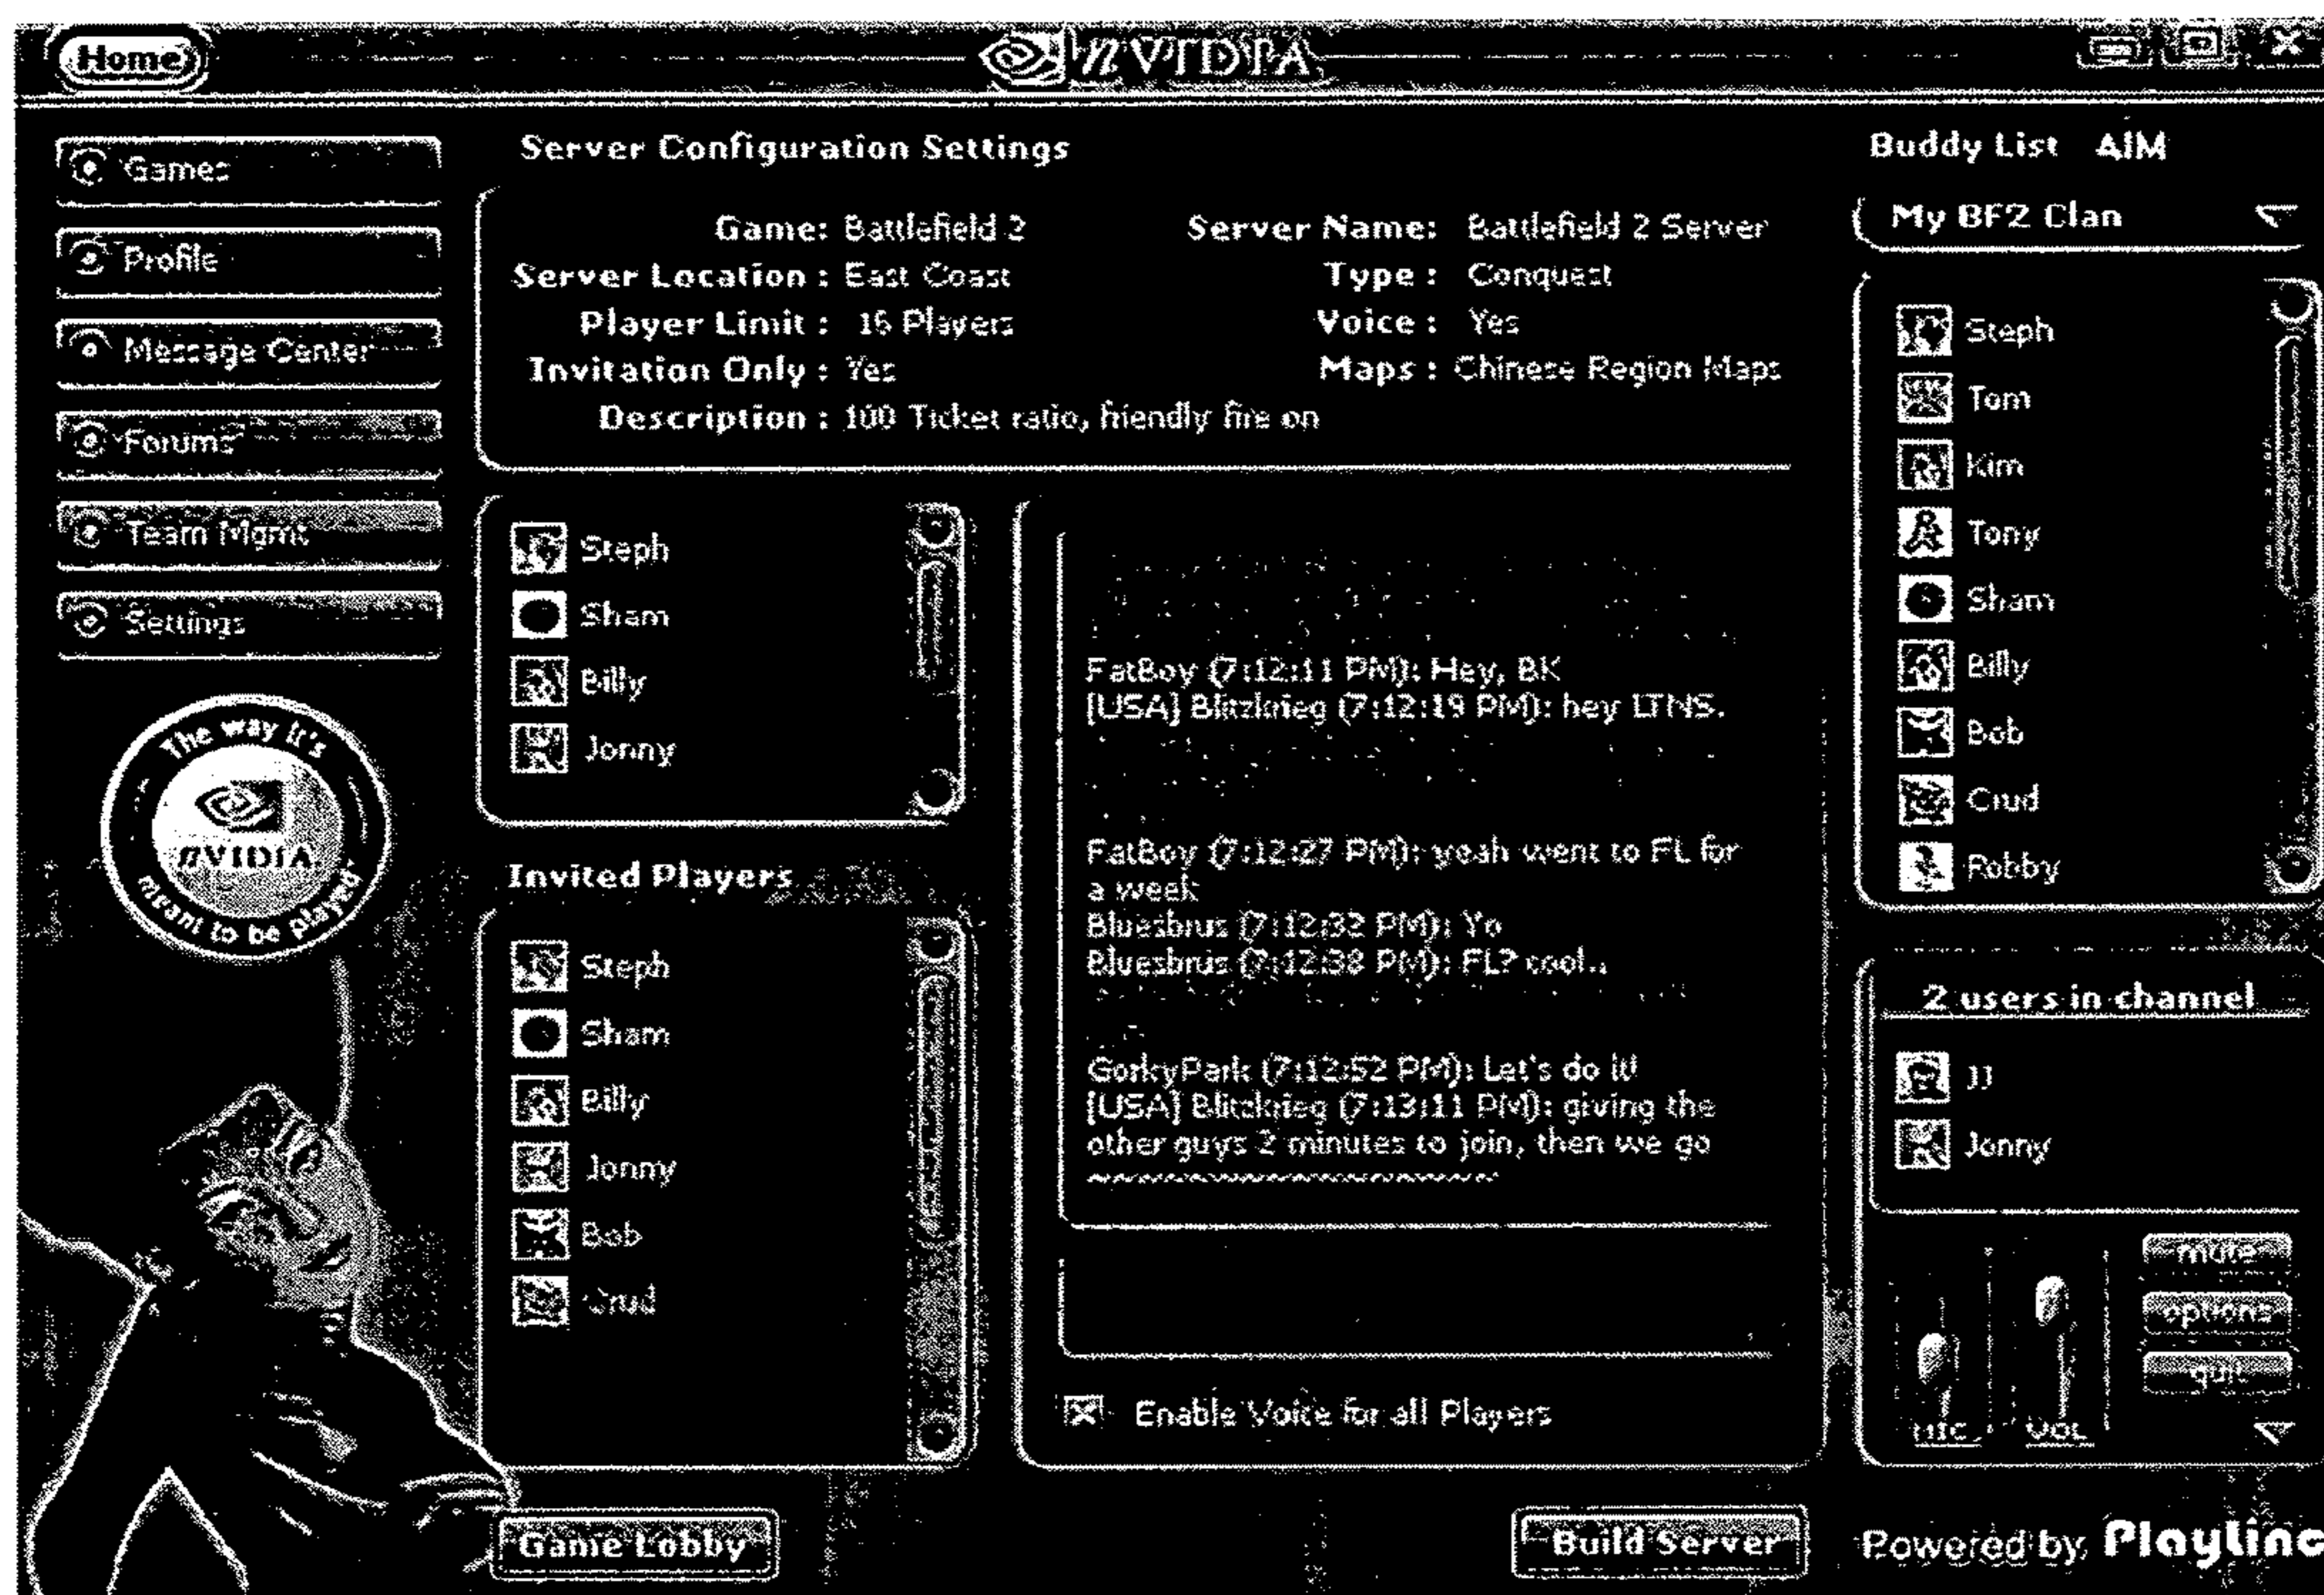 Home
nVIDIA
Games
Profile
Message Center
Forums
Team Mgmt
Settings
The way it's
nVIDIA
meant to be played
Server Configuration Settings
Game: Battlefield 2 Server Name: Battlefield 2 Server
Server Location : East Coast Type : Conquest
Player Limit : 16 Players Voice : Yes
Invitation Only : Yes Maps : Chinese Region Maps
Description : 100 Ticket ratio, friendly fire on
Steph
Sham
Billy
Jonny
Invited Players
Steph
Sham
Billy
Jonny
Bob
Crud
FatBoy (7:12:11 PM): Hey, BK
[USA] Blitzkrieg (7:12:19 PM): hey LTNS.
FatBoy (7:12:27 PM): yeah went to FL for
a week
Bluesbrus (7:12:32 PM): Yo
Bluesbrus (7:12:38 PM): FL? cool..
GorkyPark (7:12:52 PM): Let's do it!
[USA] Blitzkrieg (7:13:11 PM): giving the
other guys 2 minutes to join, then we go
~~~~~~~~~~~~~~~~~~~~~~~~
Enable Voice for all Players
Buddy List AIM
My BF2 Clan
Steph
Tom
Kim
Tony
Sham
Billy
Bob
Crud
Robby
2 users in channel
JJ
Jonny
mute
options
quit
MIC VOL
Game Lobby
Build Server
Powered by Playlinc